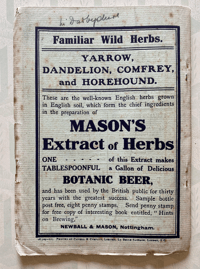 Familiar Wild Herbs.
YARROW,
DANDELION, COMFREY,
and HOREHOUND.
These are the well-known English herbs grown
in English soil, which form the chief ingredients
in the preparation of
MASON'S
Extract of Herbs
ONE - - - - - of this Extract makes
TABLESPOONFUL a Gallon of Delicious
BOTANIC BEER,
and has been used by the British public for thirty
years with the greatest success. Sample bottle
post free, eight penny stamps. Send penny stamp
for free copy of interesting book entitled, "Hints
on Brewing."
NEWBALL & MASON, Nottingham.